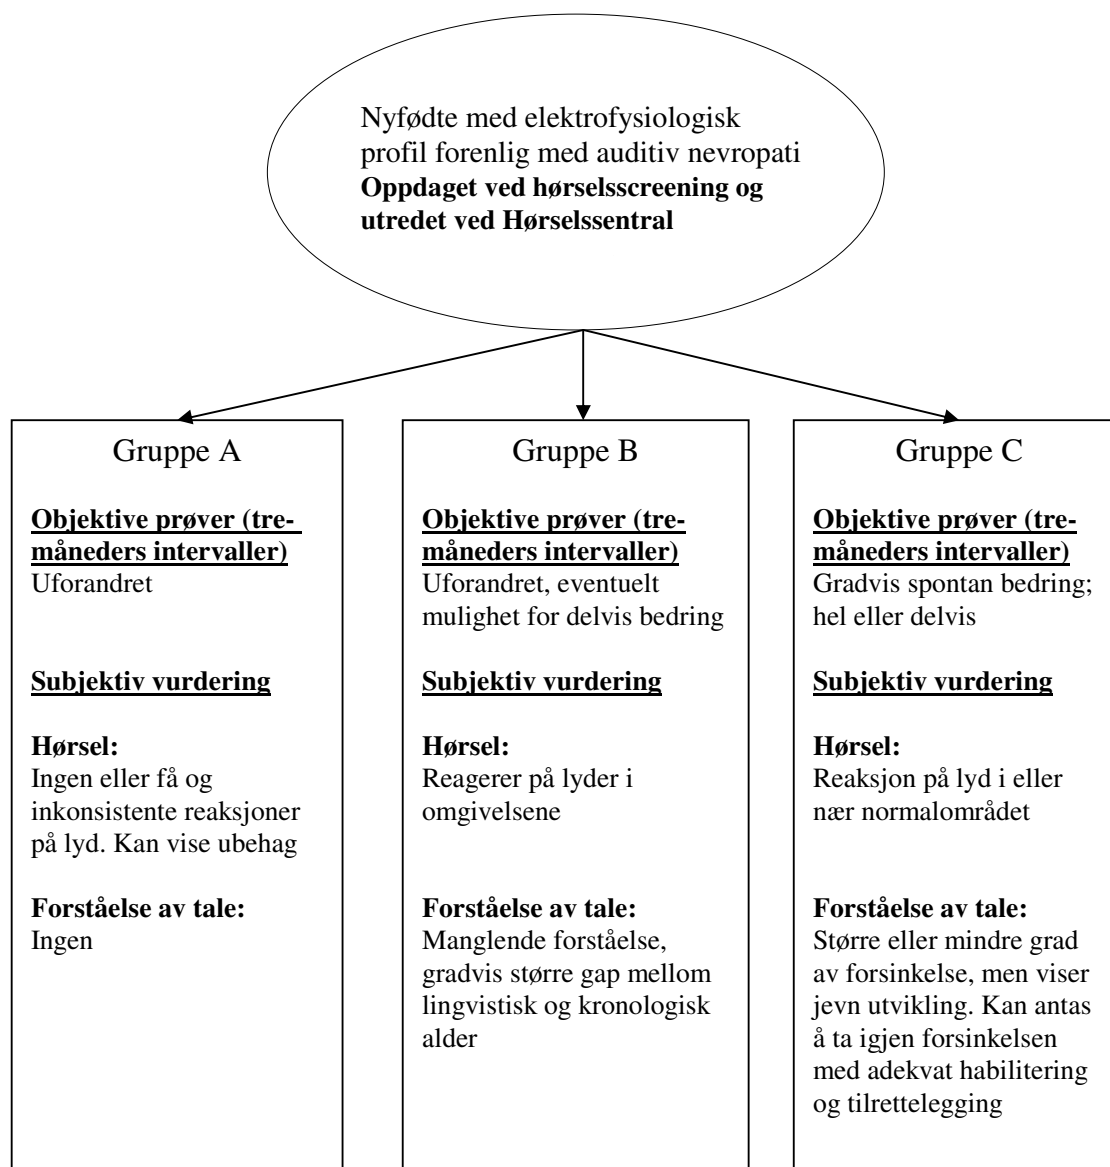 Nyfødte med elektrofysiologisk
profil forenlig med auditiv nevropati
Oppdaget ved hørselsscreening og
utredet ved Hørselssentral
Gruppe A
Objektive prøver (tre-
måneders intervaller)
Uforandret
Subjektiv vurdering
Hørsel:
Ingen eller få og
inkonsistente reaksjoner
på lyd. Kan vise ubehag
Forståelse av tale:
Ingen
Gruppe B
Objektive prøver (tre-
måneders intervaller)
Uforandret, eventuelt
mulighet for delvis bedring
Subjektiv vurdering
Hørsel:
Reagerer på lyder i
omgivelsene
Forståelse av tale:
Manglende forståelse,
gradvis større gap mellom
lingvistisk og kronologisk
alder
Gruppe C
Objektive prøver (tre-
måneders intervaller)
Gradvis spontan bedring;
hel eller delvis
Subjektiv vurdering
Hørsel:
Reaksjon på lyd i eller
nær normalområdet
Forståelse av tale:
Større eller mindre grad
av forsinkelse, men viser
jevn utvikling. Kan antas
å ta igjen forsinkelsen
med adekvat habilitering
og tilrettelegging